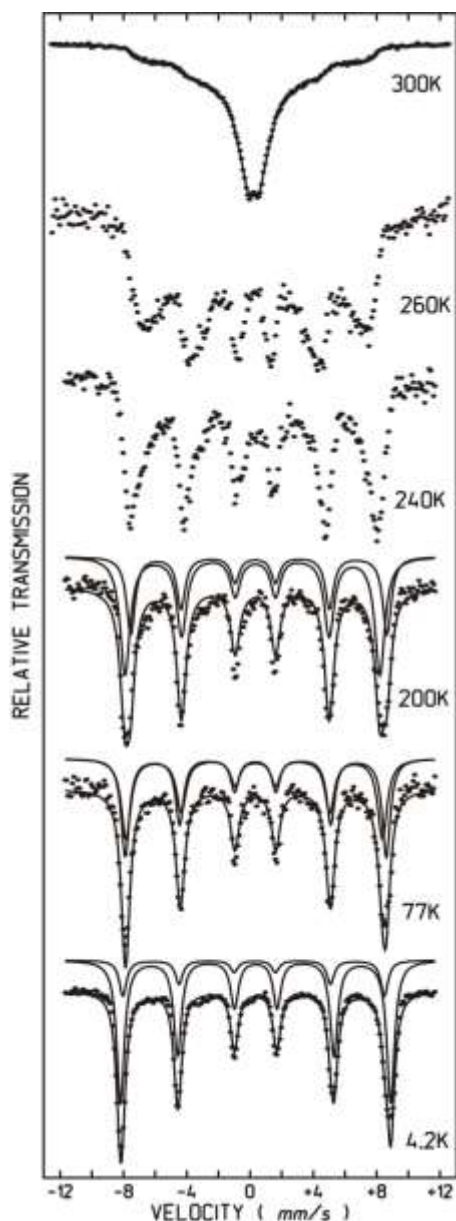 300K
260K
240K
200K
77K
4.2K
RELATIVE TRANSMISSION
-12 -8 -4 0 +4 +8 +12
VELOCITY ( mm/s )